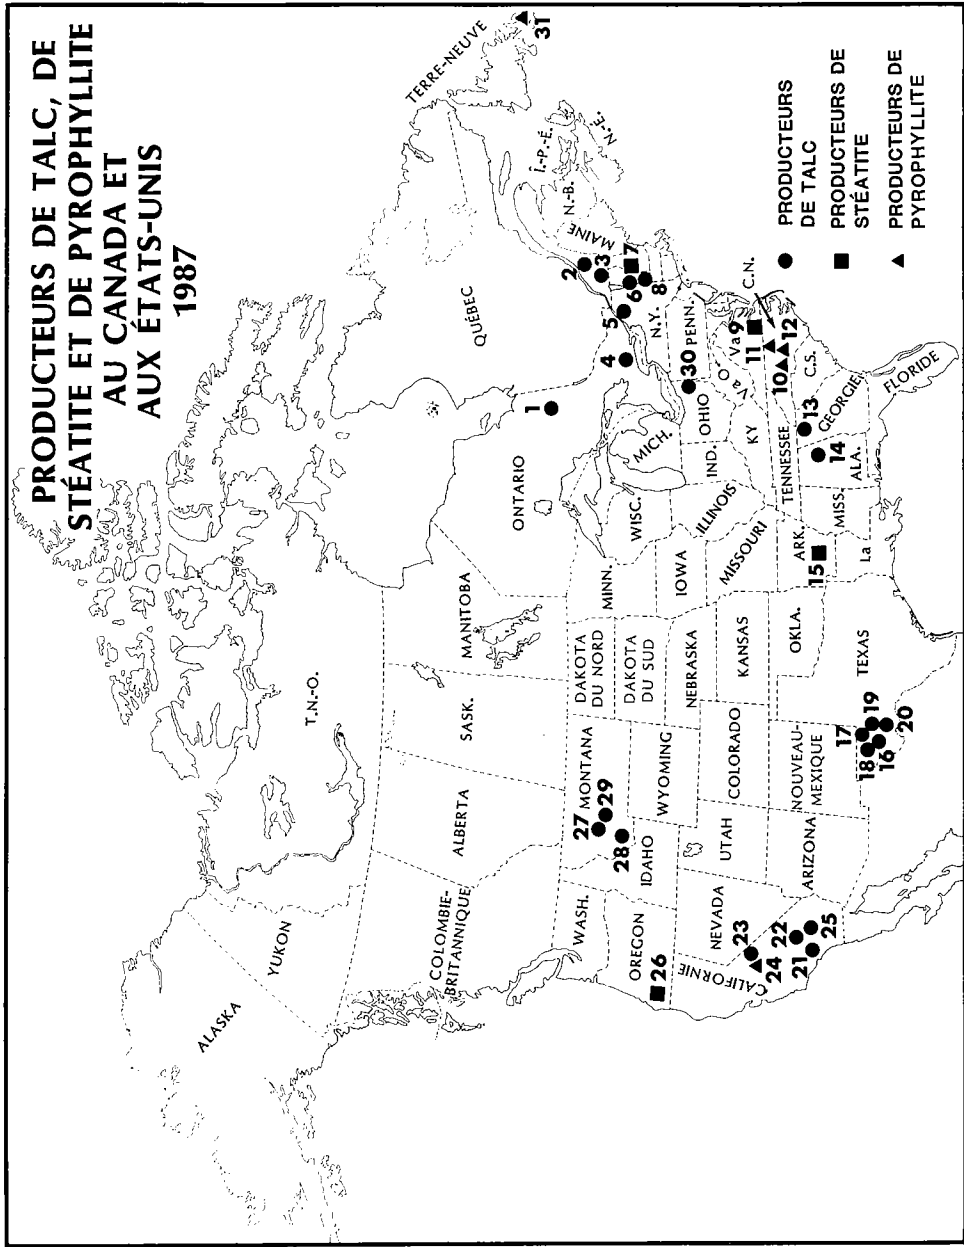 PRODUCTEURS DE TALC, DE
STÉATITE ET DE PYROPHYLLITE
AU CANADA ET
AUX ÉTATS-UNIS
1987
ALASKA
YUKON
T.N.-O.
COLOMBIE-
BRITANNIQUE
ALBERTA
SASK.
MANITOBA
ONTARIO
QUÉBEC
TERRE-NEUVE
31
Î.-P.-É.
N.-B.
N.-É.
MAINE
1
2
3
4
5
6
7
8
WASH.
OREGON
26
IDAHO
MONTANA
27
29
28
DAKOTA
DU NORD
DAKOTA
DU SUD
MINN.
WISC.
MICH.
N.Y.
PENN.
30
OHIO
IND.
ILLINOIS
IOWA
NEBRASKA
WYOMING
NEVADA
UTAH
COLORADO
KANSAS
MISSOURI
KY
Va O.
Va
9
C.N.
11
10
12
C.S.
TENNESSEE
CALIFORNIE
23
24
22
21
25
ARIZONA
NOUVEAU-
MEXIQUE
OKLA.
ARK.
15
TEXAS
17
18
19
16
20
La
MISS.
ALA.
14
13
GEORGIE
FLORIDE
PRODUCTEURS
DE TALC
PRODUCTEURS DE
STÉATITE
PRODUCTEURS DE
PYROPHYLLITE